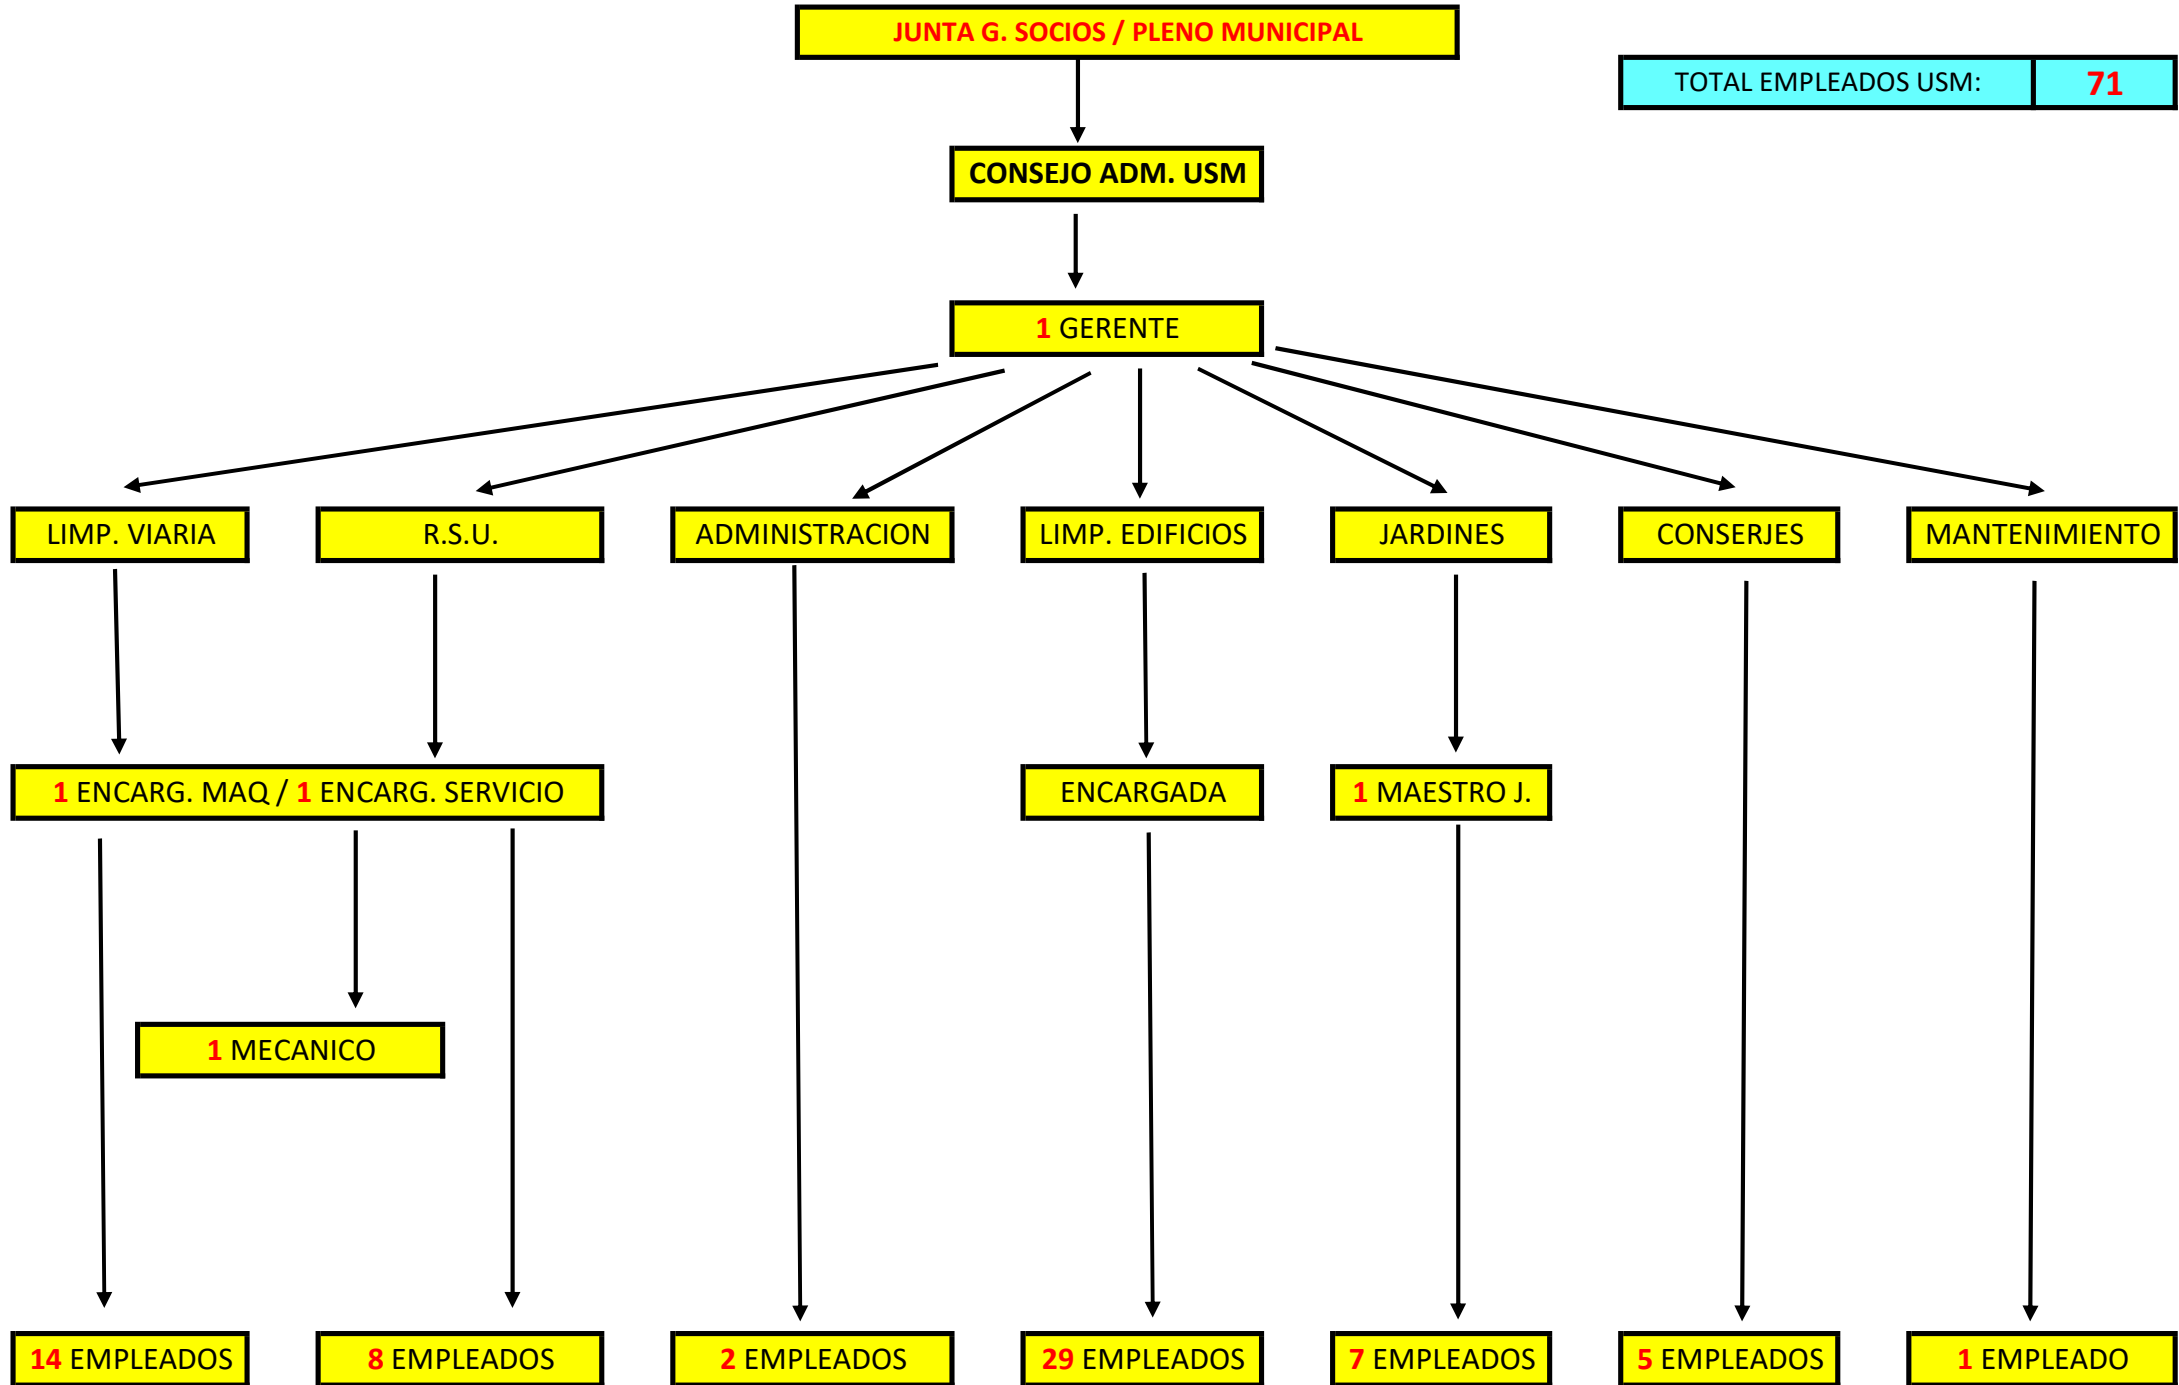 JUNTA G. SOCIOS / PLENO MUNICIPAL
TOTAL EMPLEADOS USM: 71
CONSEJO ADM. USM
1 GERENTE
LIMP. VIARIA
R.S.U.
ADMINISTRACION
LIMP. EDIFICIOS
JARDINES
CONSERJES
MANTENIMIENTO
1 ENCARG. MAQ / 1 ENCARG. SERVICIO
ENCARGADA
1 MAESTRO J.
1 MECANICO
14 EMPLEADOS
8 EMPLEADOS
2 EMPLEADOS
29 EMPLEADOS
7 EMPLEADOS
5 EMPLEADOS
1 EMPLEADO